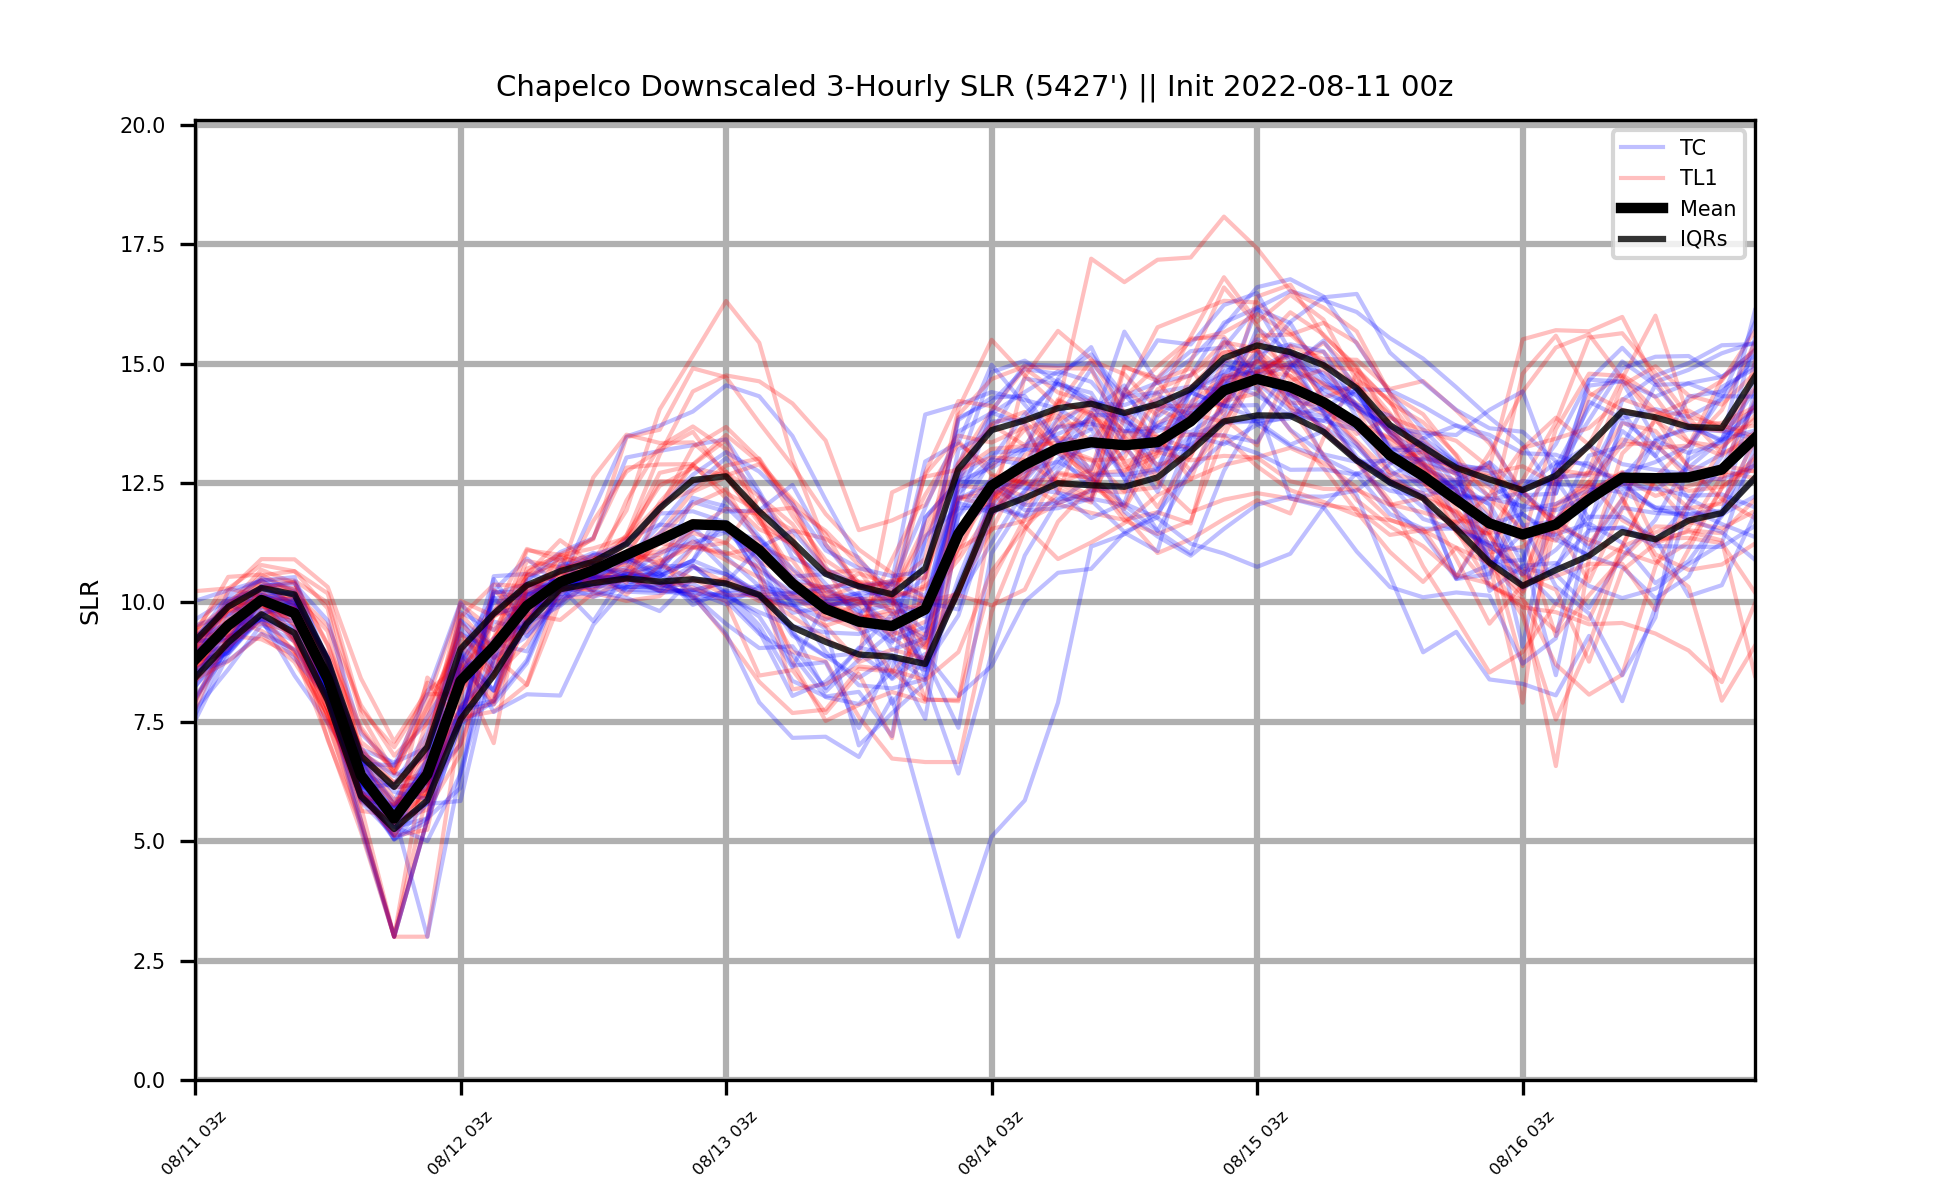 Chapelco Downscaled 3-Hourly SLR (5427') || Init 2022-08-11 00z
TC
TL1
Mean
IQRs
SLR
20.0
17.5
15.0
12.5
10.0
7.5
5.0
2.5
0.0
08/11 03z
08/12 03z
08/13 03z
08/14 03z
08/15 03z
08/16 03z